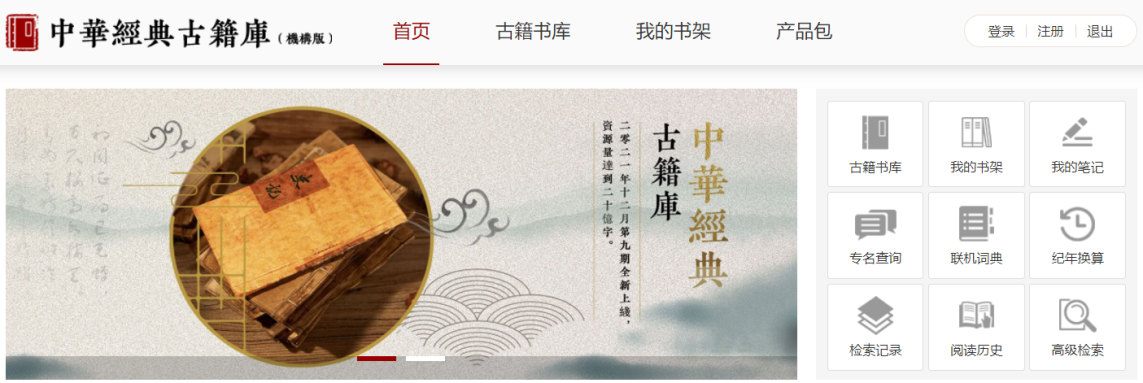 中華經典古籍庫（機構版）
首页
古籍书库
我的书架
产品包
登录
注册
退出
中華經典
古籍庫
二零二一年十二月第九期全新上綫，
資源量達到二十億字。
古籍书库
我的书架
我的笔记
专名查询
联机词典
纪年换算
检索记录
阅读历史
高级检索